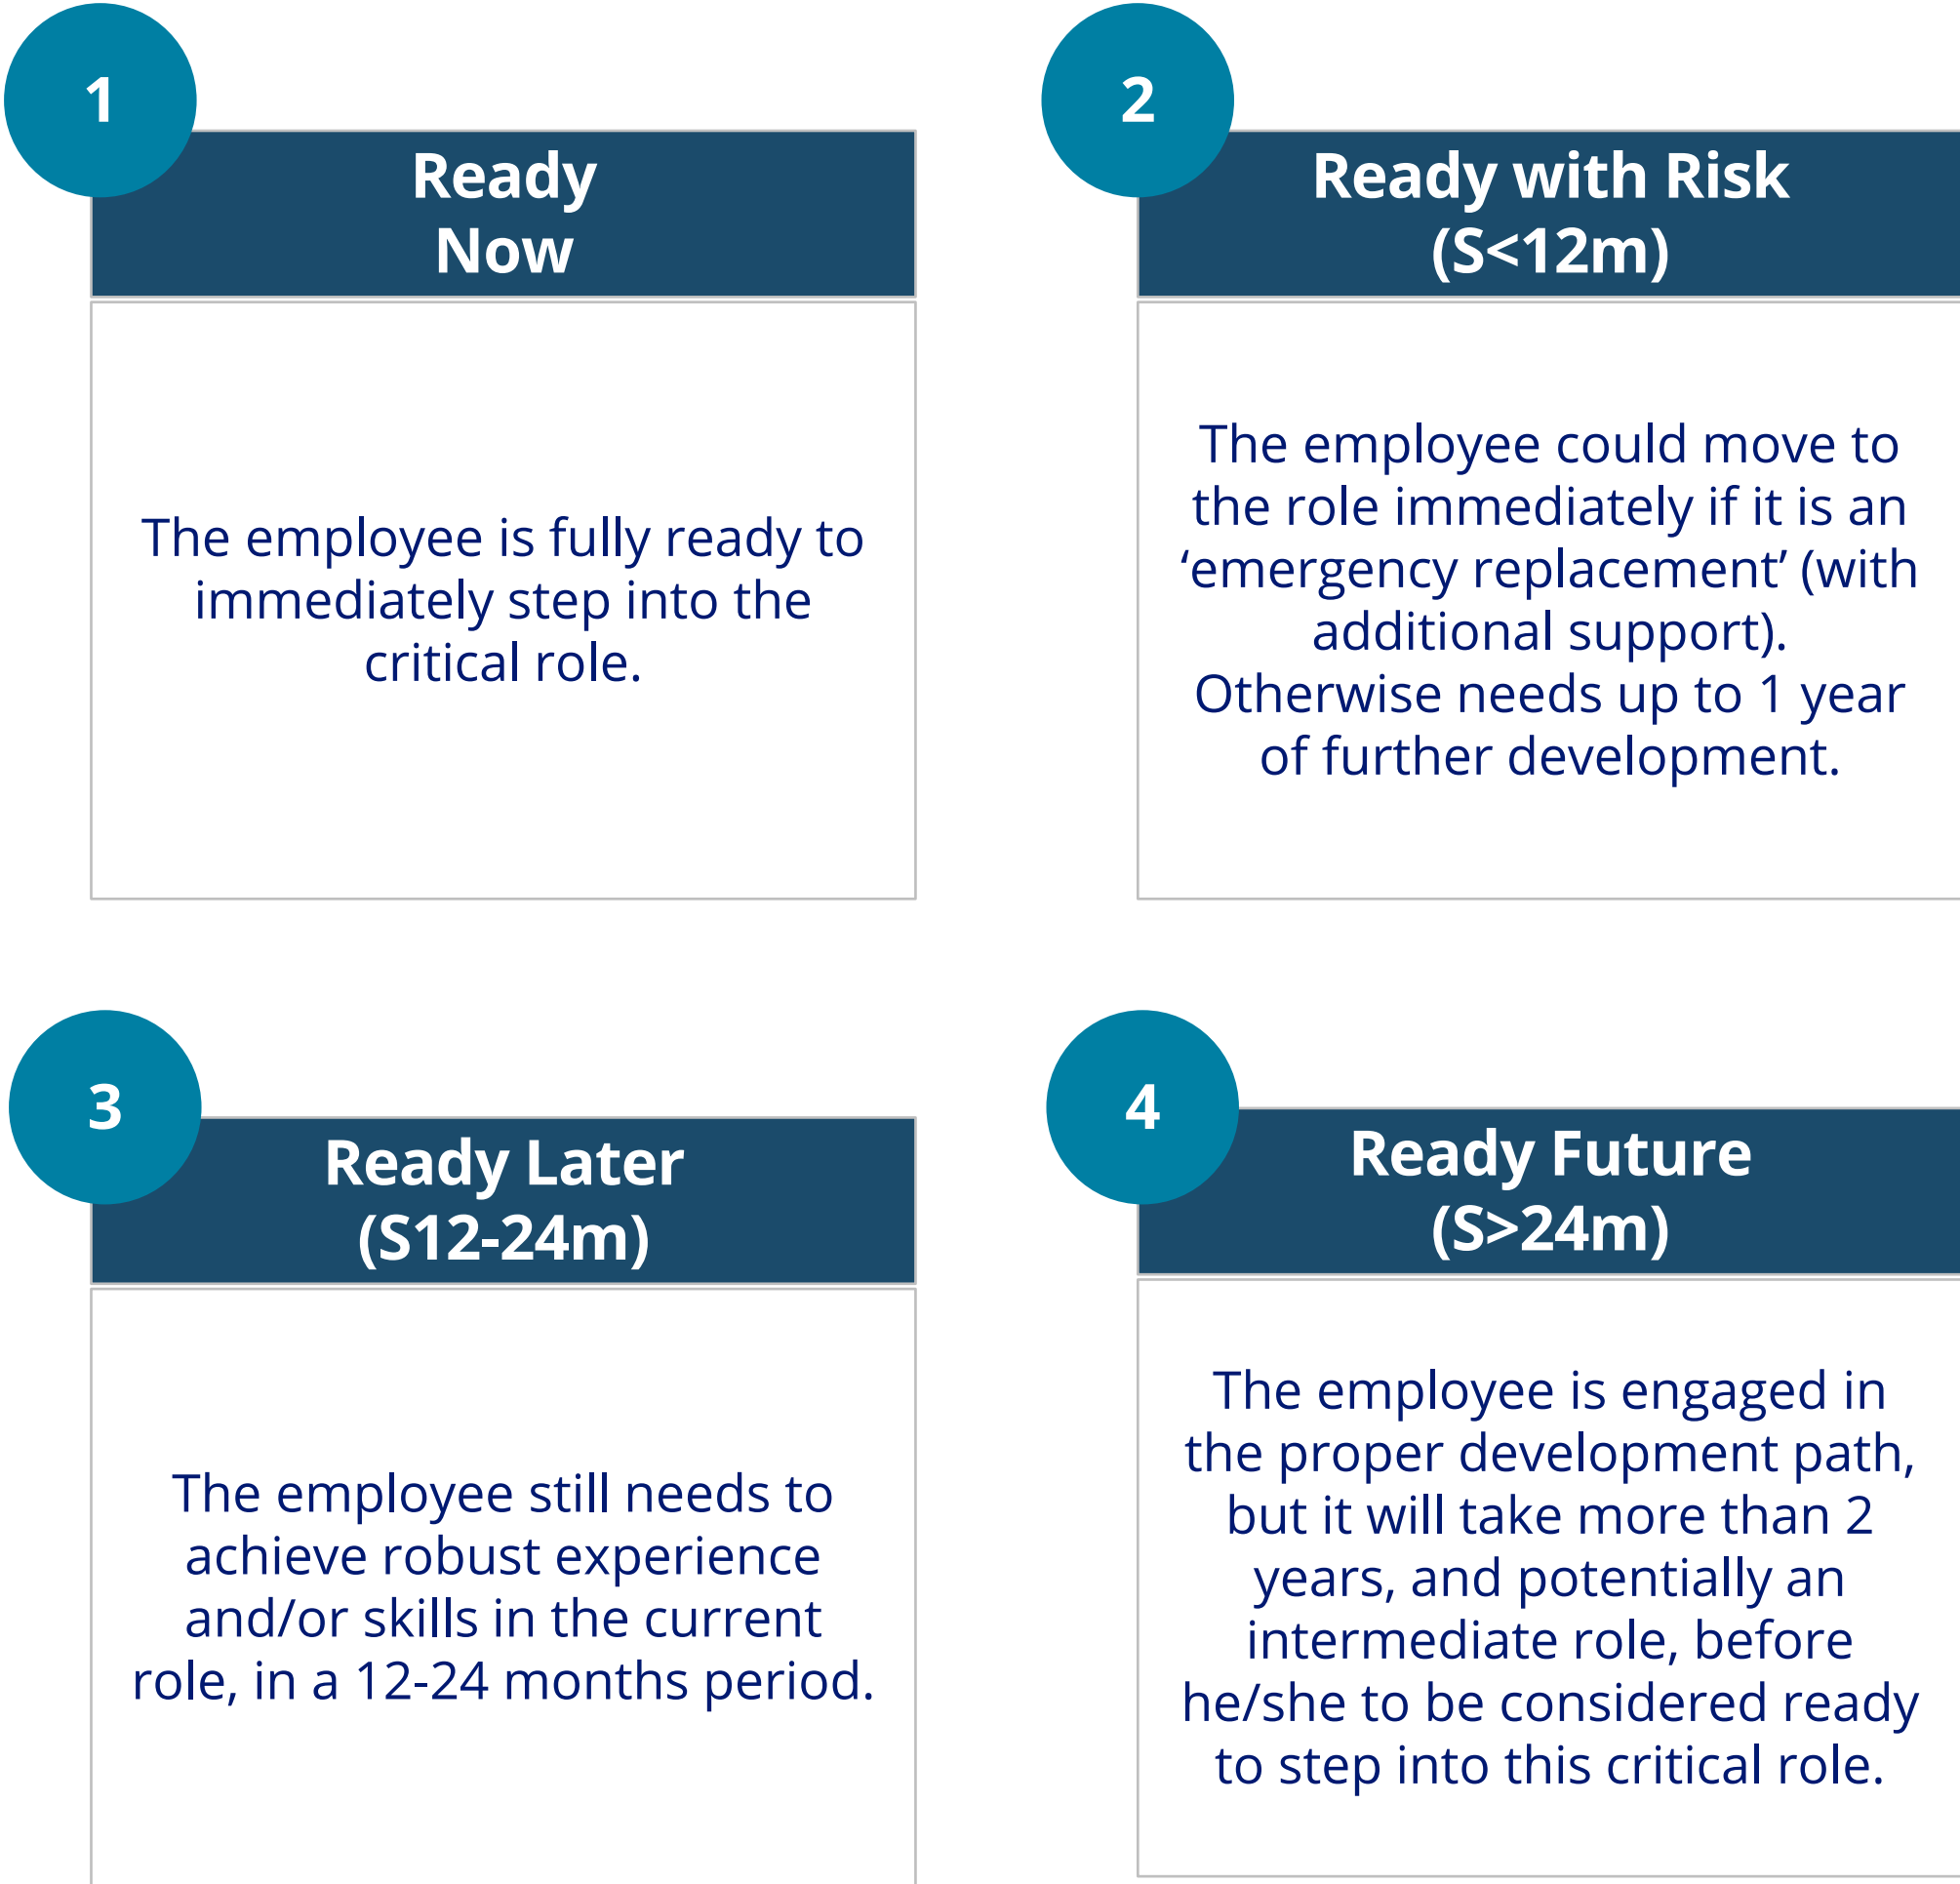 1
Ready
Now
The employee is fully ready to
immediately step into the
critical role.
2
Ready with Risk
(S<12m)
The employee could move to
the role immediately if it is an
‘emergency replacement’ (with
additional support).
Otherwise needs up to 1 year
of further development.
3
Ready Later
(S12-24m)
The employee still needs to
achieve robust experience
and/or skills in the current
role, in a 12-24 months period.
4
Ready Future
(S>24m)
The employee is engaged in
the proper development path,
but it will take more than 2
years, and potentially an
intermediate role, before
he/she to be considered ready
to step into this critical role.